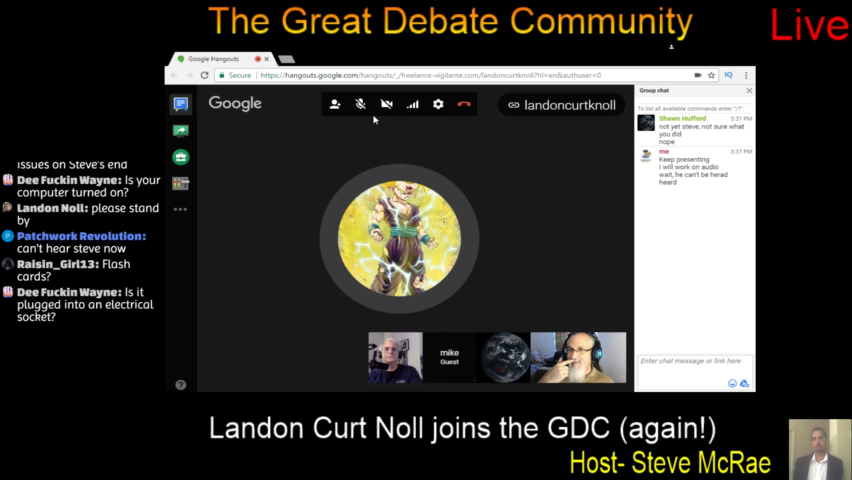 The Great Debate Community
Live
Google Hangouts
Secure
https://hangouts.google.com/hangouts/_/freelance-vigilante.com/landoncurtknoll?hl=en&authuser=0
IQ
Google
landoncurtknoll
Group chat
To list all available commands enter "/?"
Shawn Hufford 3:37 PM
not yet steve, not sure what
you did
nope
me 3:37 PM
Keep presenting
I will work on audio
wait, he can't be herad
heard
Enter chat message or link here
issues on Steve's end
Dee Fuckin Wayne: Is your
computer turned on?
Landon Noll: please stand
by
Patchwork Revolution:
can't hear steve now
Raisin_Girl13: Flash
cards?
Dee Fuckin Wayne: Is it
plugged into an electrical
socket?
mike
Guest
Landon Curt Noll joins the GDC (again!)
Host- Steve McRae